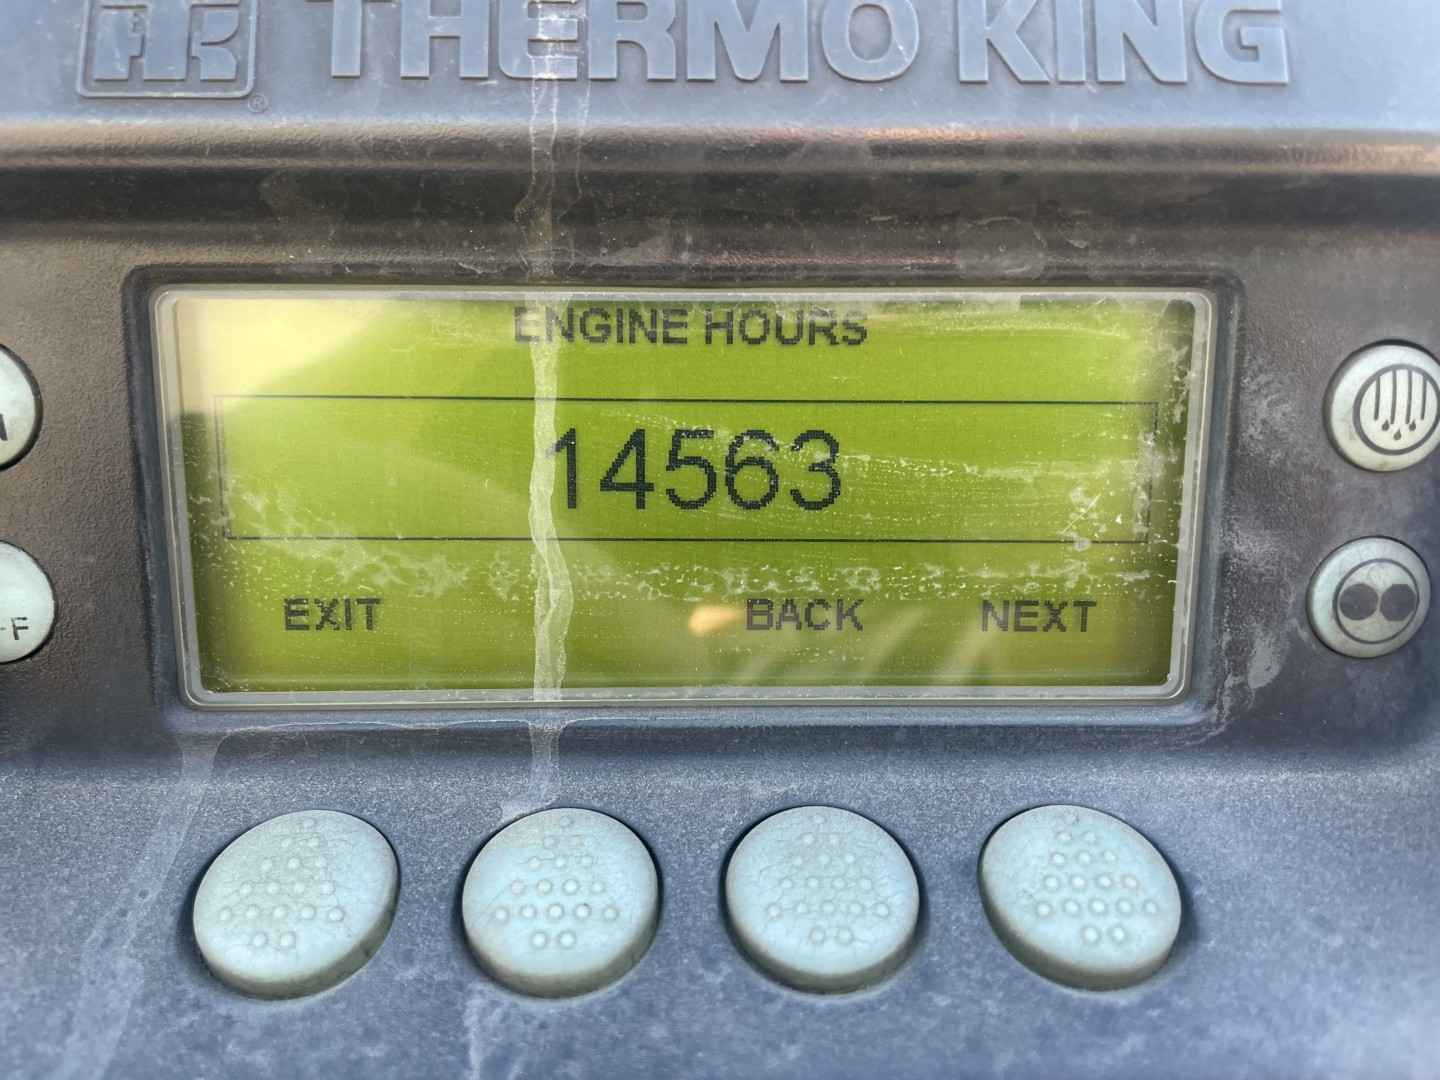 THERMO KING
ENGINE HOURS
14563
EXIT BACK NEXT
-F